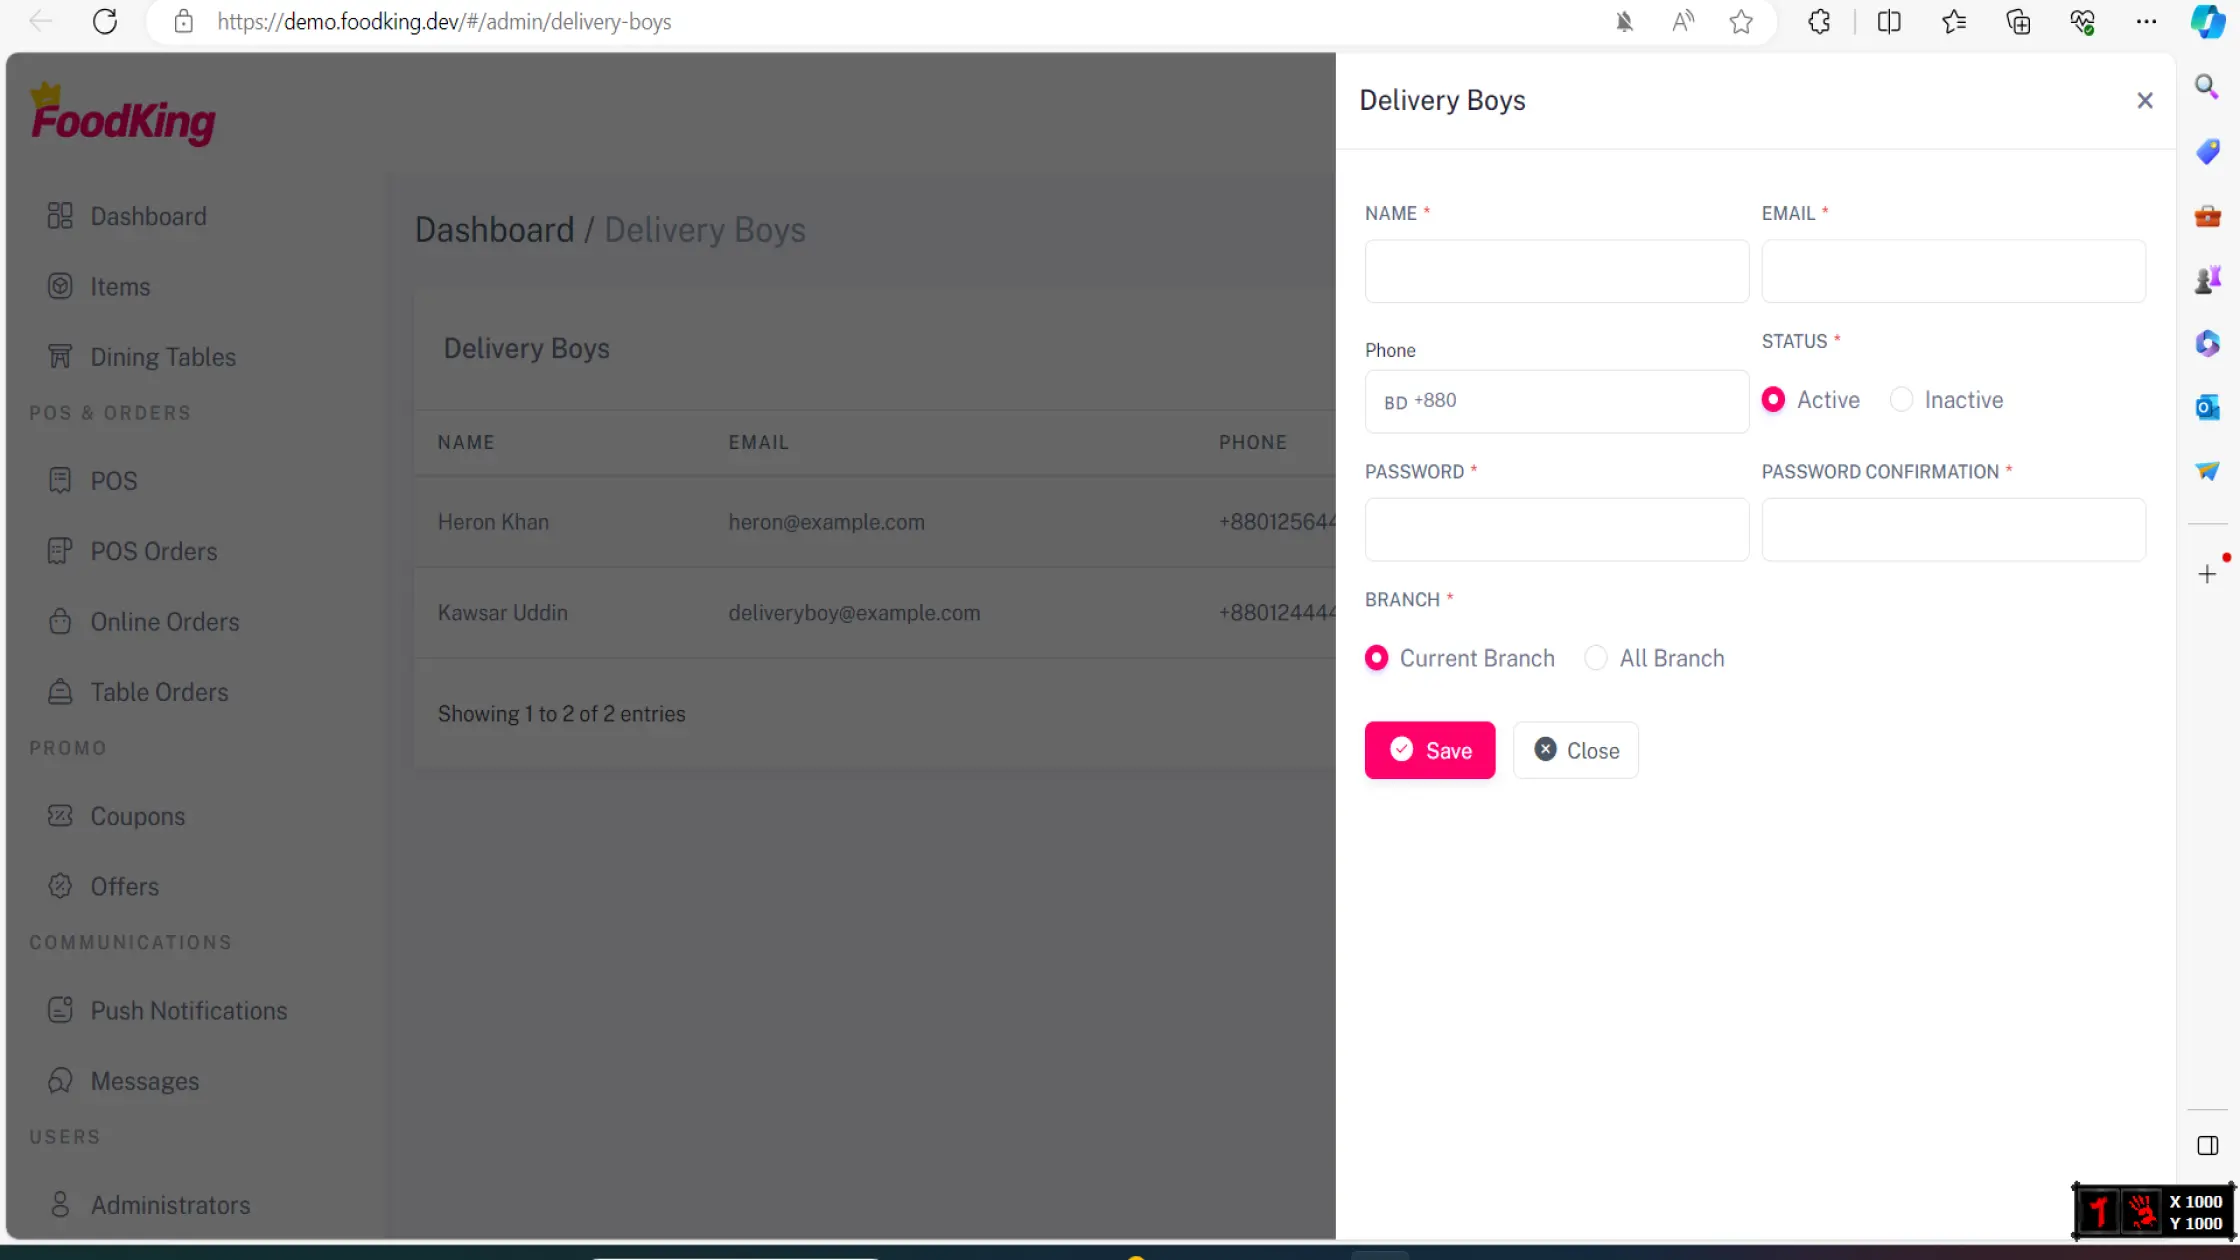 https://demo.foodking.dev/#/admin/delivery-boys
FoodKing
Dashboard
Items
Dining Tables
POS & ORDERS
POS
POS Orders
Online Orders
Table Orders
PROMO
Coupons
Offers
COMMUNICATIONS
Push Notifications
Messages
USERS
Administrators
Dashboard / Delivery Boys
Delivery Boys
NAME EMAIL PHONE
Heron Khan heron@example.com +880125644
Kawsar Uddin deliveryboy@example.com +880124444
Showing 1 to 2 of 2 entries
Delivery Boys
NAME * EMAIL *
Phone STATUS *
BD +880 Active Inactive
PASSWORD * PASSWORD CONFIRMATION *
BRANCH *
Current Branch All Branch
Save Close
X 1000
Y 1000